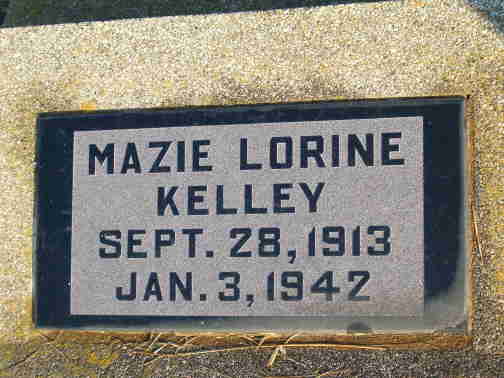 MAZIE LORINE
KELLEY
SEPT. 28, 1913
JAN. 3, 1942